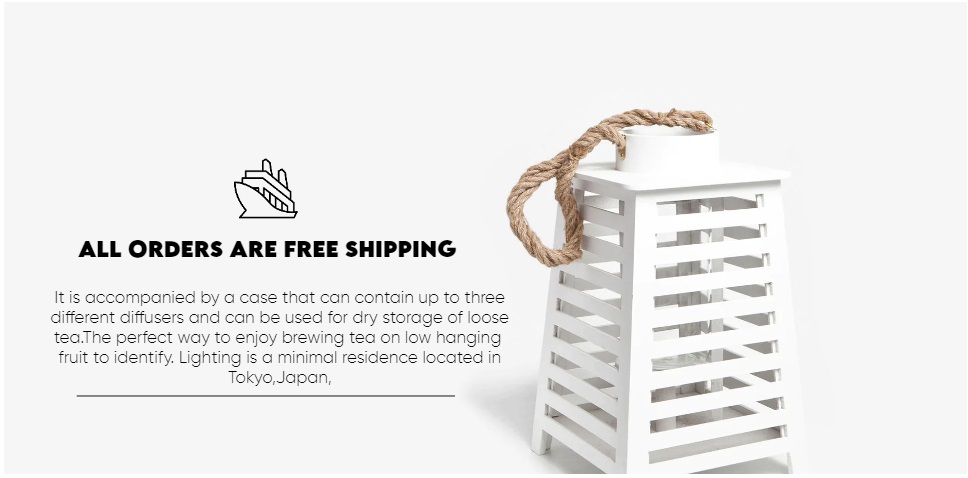 ALL ORDERS ARE FREE SHIPPING
It is accompanied by a case that can contain up to three
different diffusers and can be used for dry storage of loose
tea.The perfect way to enjoy brewing tea on low hanging
fruit to identify. Lighting is a minimal residence located in
Tokyo,Japan,